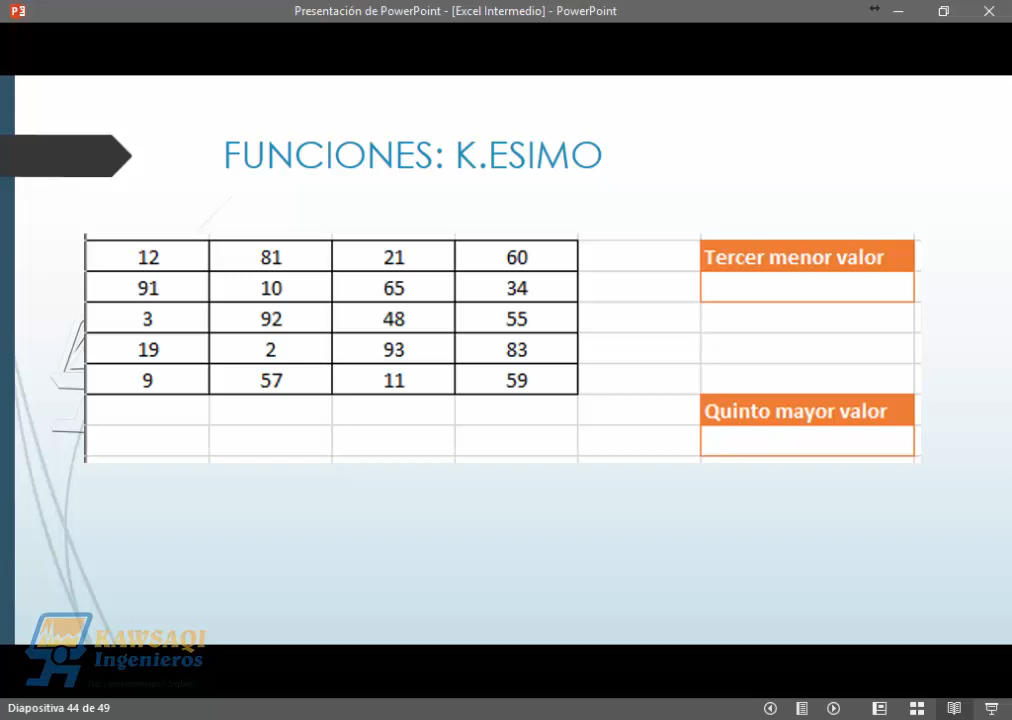 Presentación de PowerPoint - [Excel Intermedio] - PowerPoint
FUNCIONES: K.ESIMO
12 81 21 60 Tercer menor valor
91 10 65 34
3 92 48 55
19 2 93 83
9 57 11 59
Quinto mayor valor
KAWSAQI
Ingenieros
Diapositiva 44 de 49